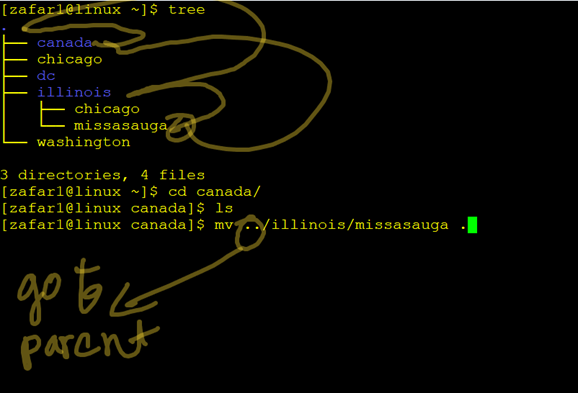 [zafar1@linux ~]$ tree
.
├── canada
├── chicago
├── dc
├── illinois
│   ├── chicago
│   └── missasauga
└── washington
3 directories, 4 files
[zafar1@linux ~]$ cd canada/
[zafar1@linux canada]$ ls
[zafar1@linux canada]$ mv ../illinois/missasauga .
go to
parent